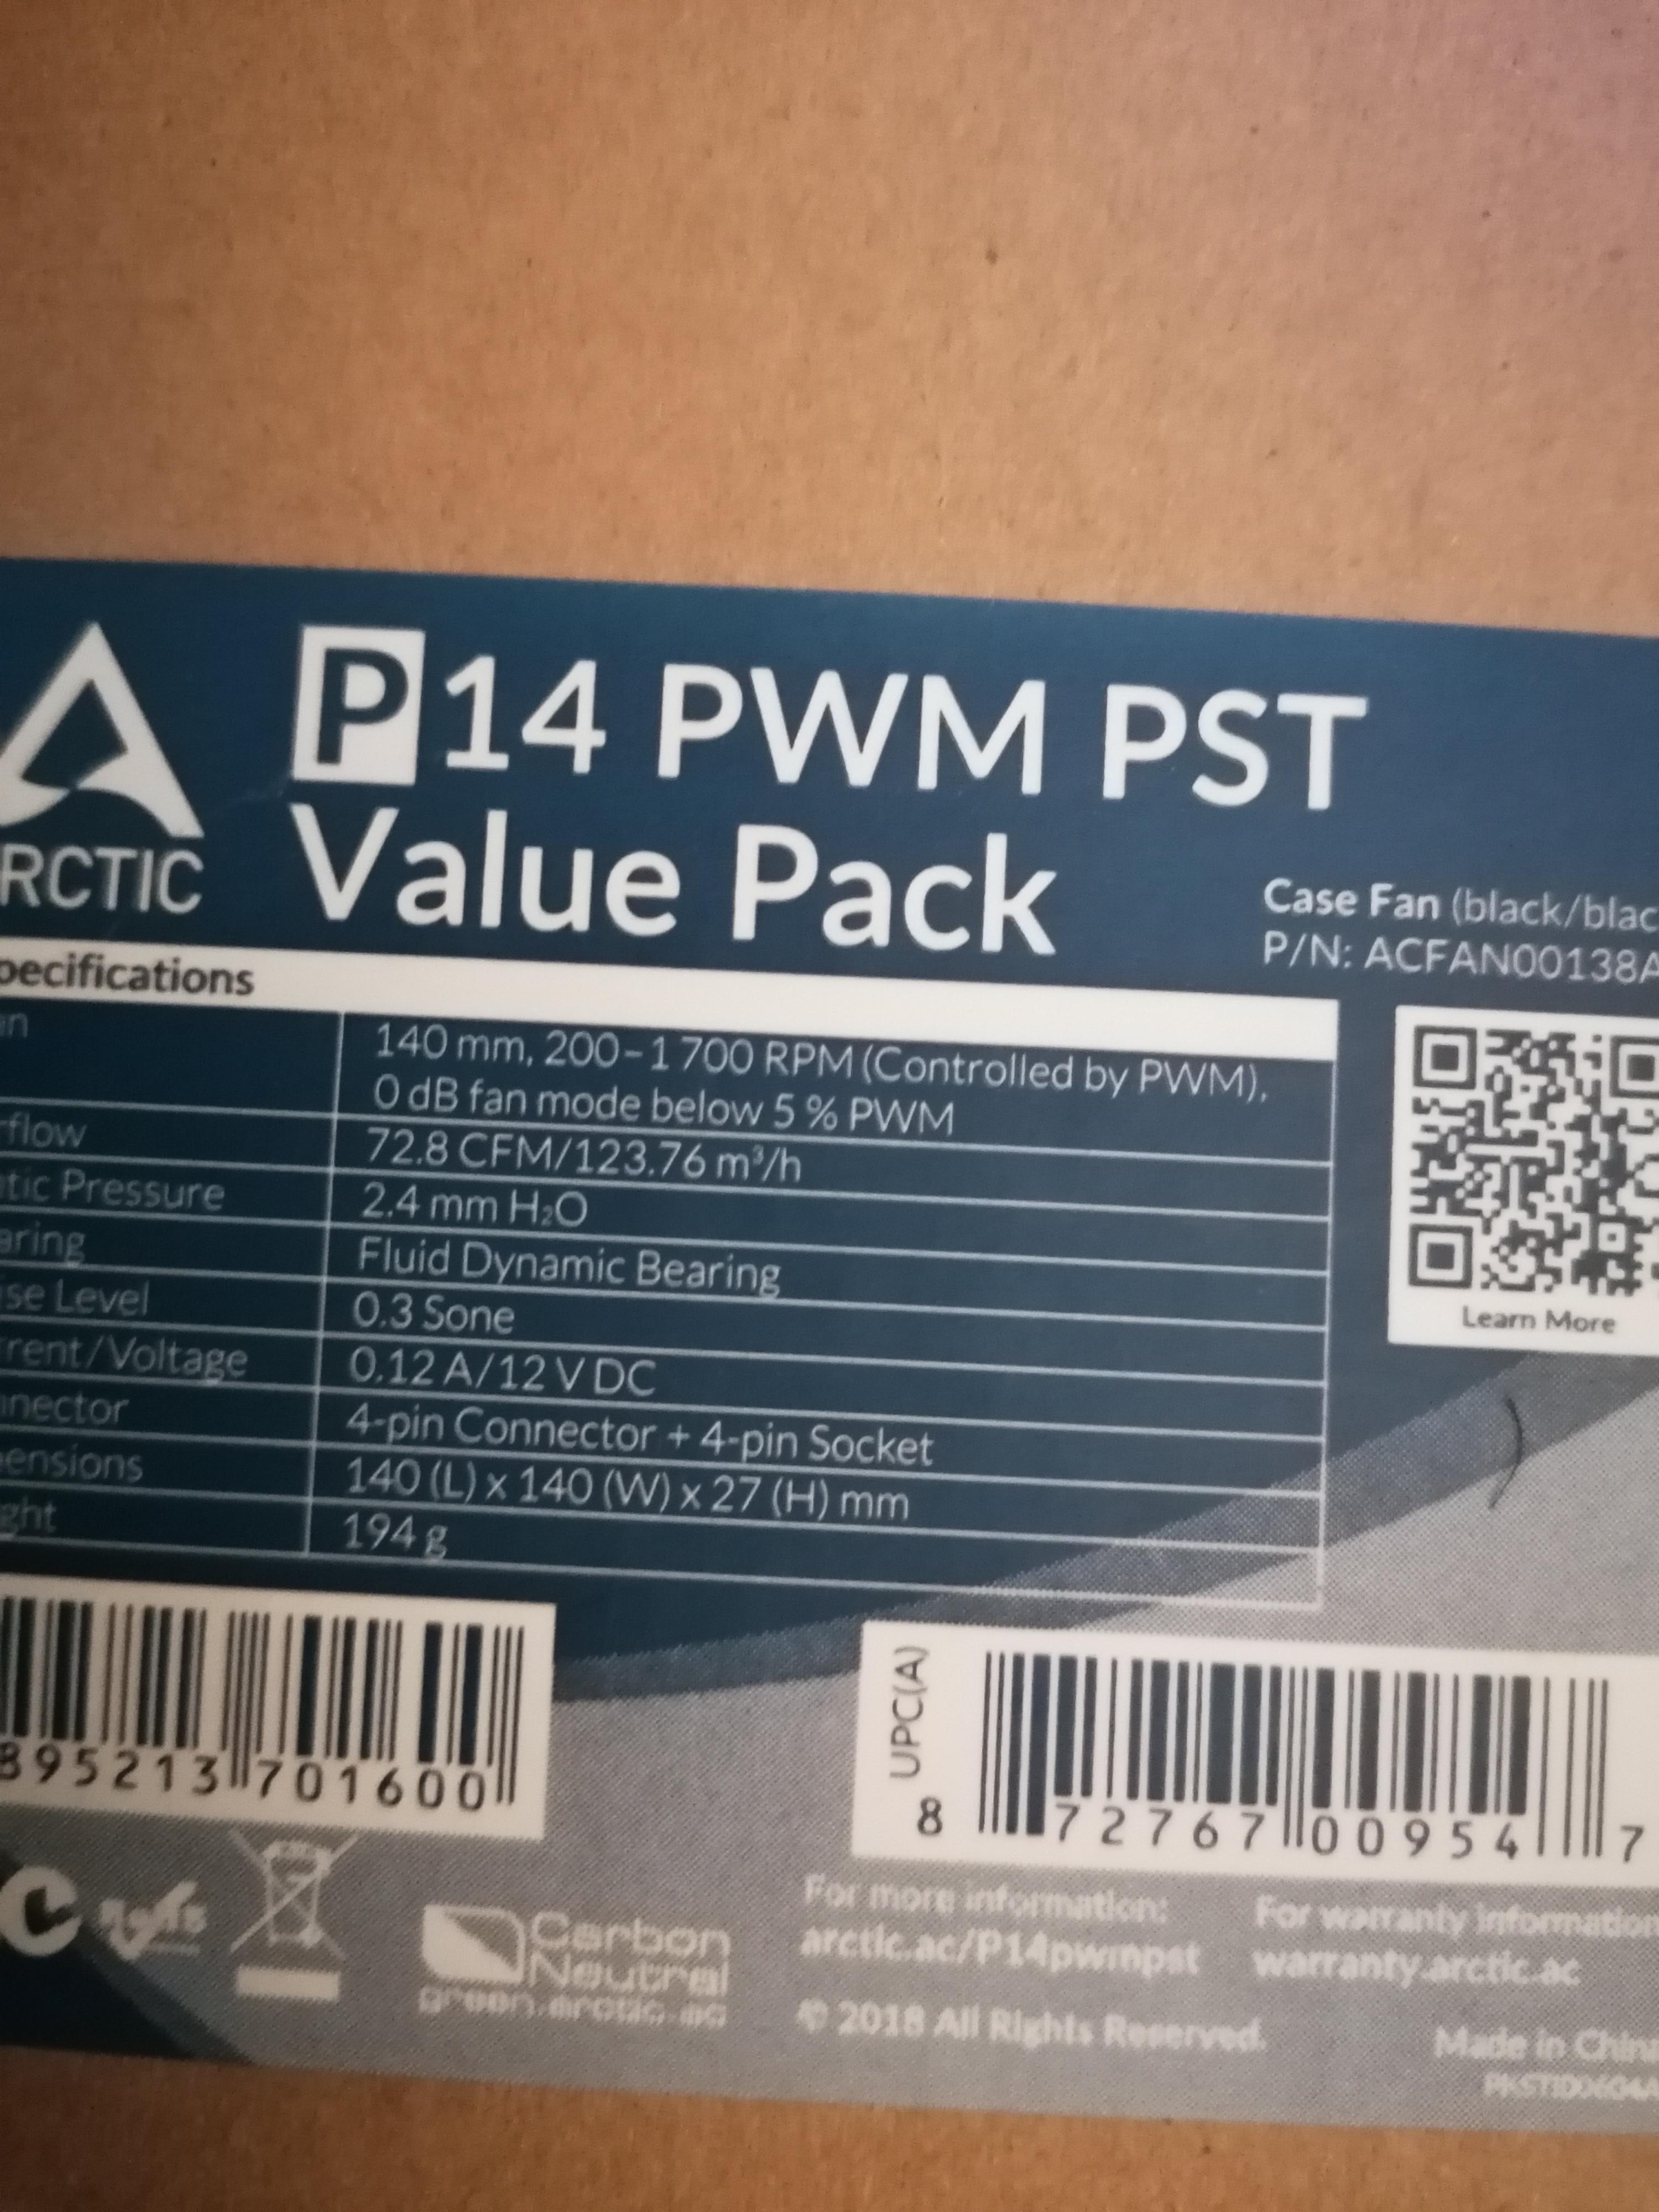 P14 PWM PST
Value Pack
RCTIC
Case Fan (black/blac
P/N: ACFAN00138A
pecifications
an
140 mm, 200–1 700 RPM (Controlled by PWM),
0 dB fan mode below 5 % PWM
rflow
72.8 CFM/123.76 m³/h
tic Pressure
2.4 mm H₂O
aring
Fluid Dynamic Bearing
se Level
0.3 Sone
rrent/Voltage
0.12 A/12 V DC
nnector
4-pin Connector + 4-pin Socket
ensions
140 (L) x 140 (W) x 27 (H) mm
ght
194 g
Learn More
895213 701600
UPC(A)
8 72767 00954 7
RoHS
Carbon
Neutral
green.arctic.ac
For more information:
arctic.ac/P14pwmpst
For warranty information
warranty.arctic.ac
© 2018 All Rights Reserved.
Made in China